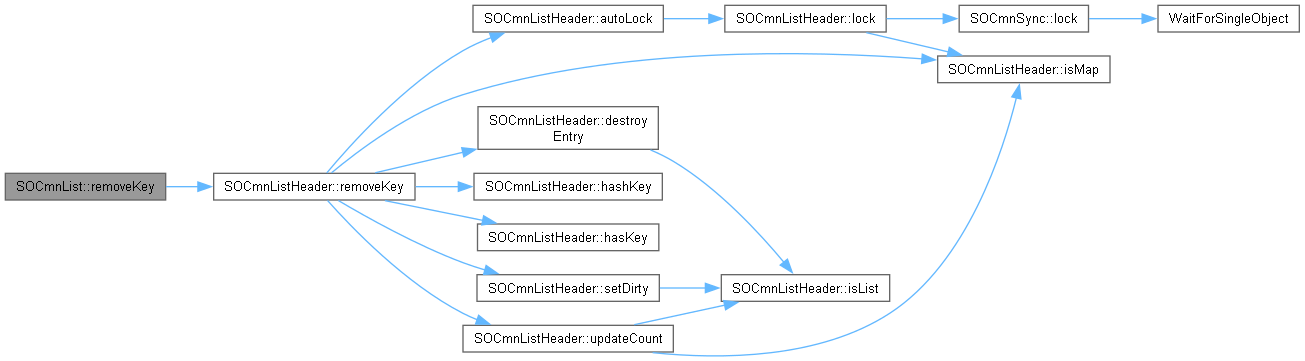 SOCmnListHeader::autoLock
SOCmnListHeader::lock
SOCmnSync::lock
WaitForSingleObject
SOCmnListHeader::isMap
SOCmnListHeader::destroy
Entry
SOCmnList::removeKey
SOCmnListHeader::removeKey
SOCmnListHeader::hashKey
SOCmnListHeader::hasKey
SOCmnListHeader::setDirty
SOCmnListHeader::isList
SOCmnListHeader::updateCount